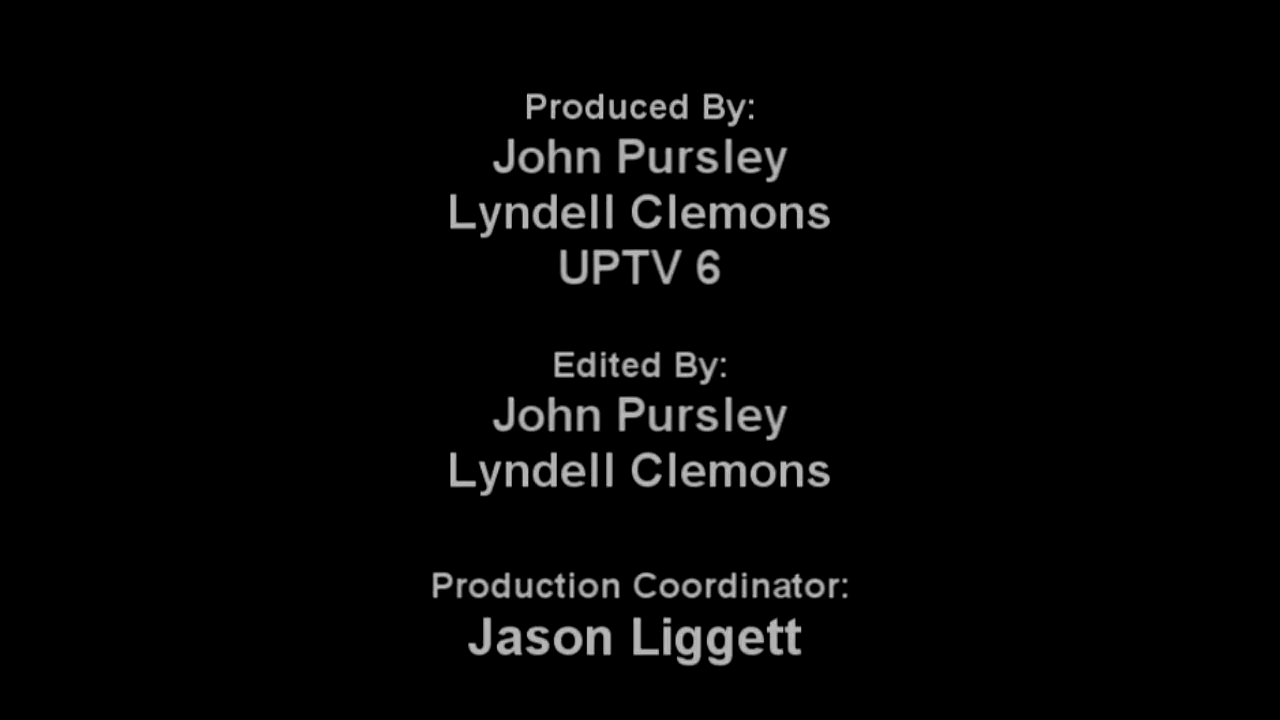 Produced By:
John Pursley
Lyndell Clemons
UPTV 6
Edited By:
John Pursley
Lyndell Clemons
Production Coordinator:
Jason Liggett